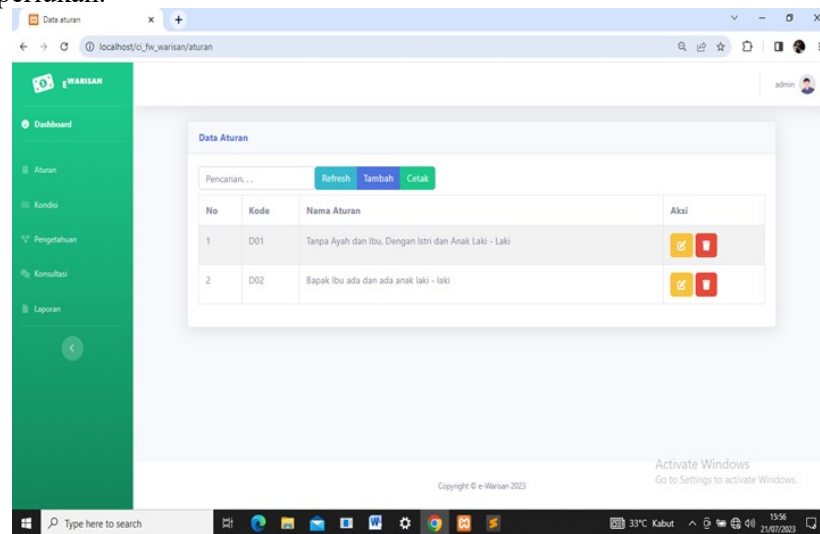 perlukan.
Data aturan
localhost/ci_fw_warisan/aturan
E WARISAN
admin
Dashboard
Aturan
Kondisi
Pengetahuan
Konsultasi
Laporan
Data Aturan
Pencarian. . .
Refresh Tambah Cetak
No Kode Nama Aturan Aksi
1 D01 Tanpa Ayah dan Ibu, Dengan Istri dan Anak Laki - Laki
2 D02 Bapak Ibu ada dan ada anak laki - laki
Copyright © e-Warisan 2023
Activate Windows
Go to Settings to activate Windows.
Type here to search
33°C Kabut
15:56
21/07/2023